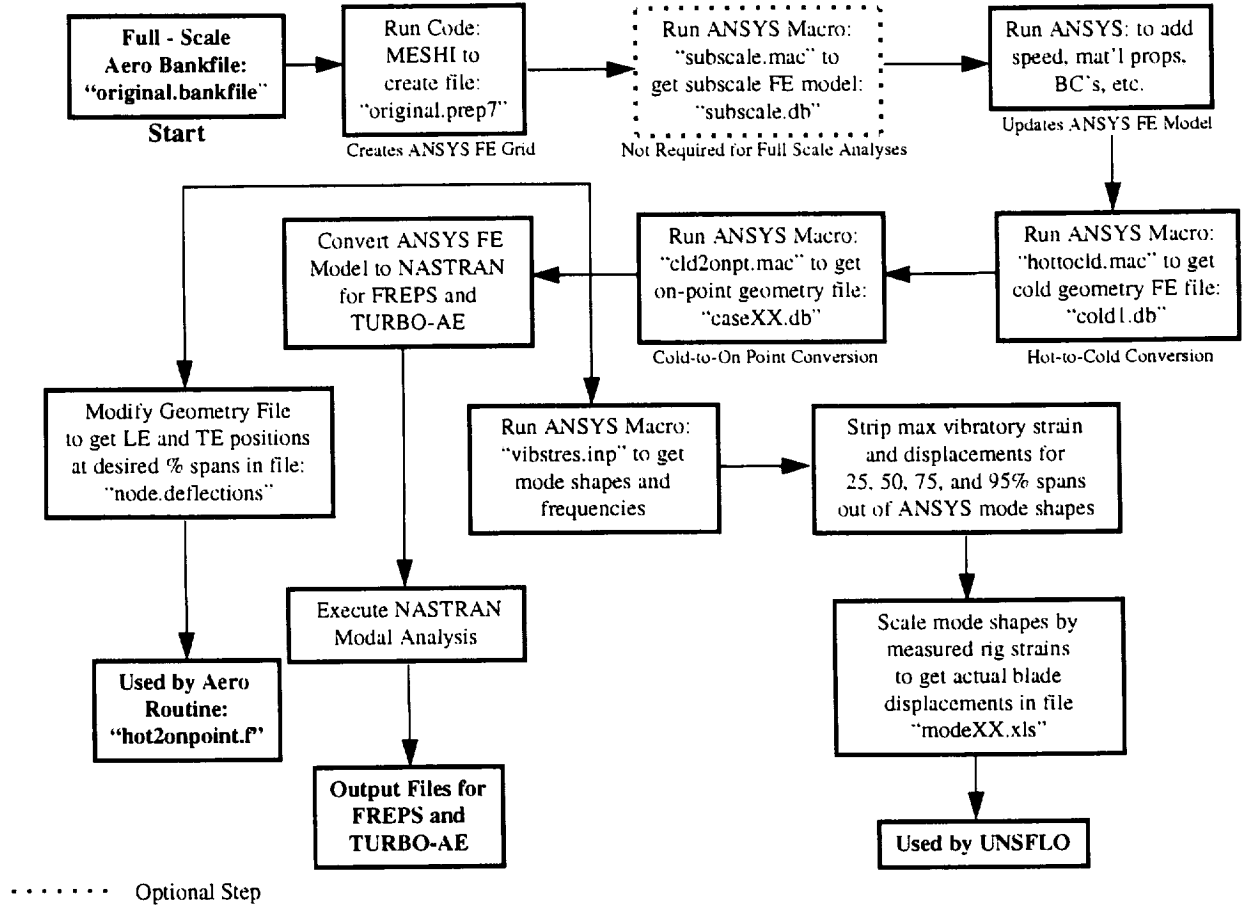 Full - Scale
Aero Bankfile:
“original.bankfile”
Start
Run Code:
MESHI to
create file:
“original.prep7”
Creates ANSYS FE Grid
Run ANSYS Macro:
“subscale.mac” to
get subscale FE model:
“subscale.db”
Not Required for Full Scale Analyses
Run ANSYS: to add
speed, mat'l props,
BC's, etc.
Updates ANSYS FE Model
Convert ANSYS FE
Model to NASTRAN
for FREPS and
TURBO-AE
Run ANSYS Macro:
“cld2onpt.mac” to get
on-point geometry file:
“caseXX.db”
Cold-to-On Point Conversion
Run ANSYS Macro:
“hottocld.mac” to get
cold geometry FE file:
“cold1.db”
Hot-to-Cold Conversion
Modify Geometry File
to get LE and TE positions
at desired % spans in file:
“node.deflections”
Run ANSYS Macro:
“vibstres.inp” to get
mode shapes and
frequencies
Strip max vibratory strain
and displacements for
25, 50, 75, and 95% spans
out of ANSYS mode shapes
Execute NASTRAN
Modal Analysis
Scale mode shapes by
measured rig strains
to get actual blade
displacements in file
“modeXX.xls”
Used by Aero
Routine:
“hot2onpoint.f”
Output Files for
FREPS and
TURBO-AE
Used by UNSFLO
Optional Step